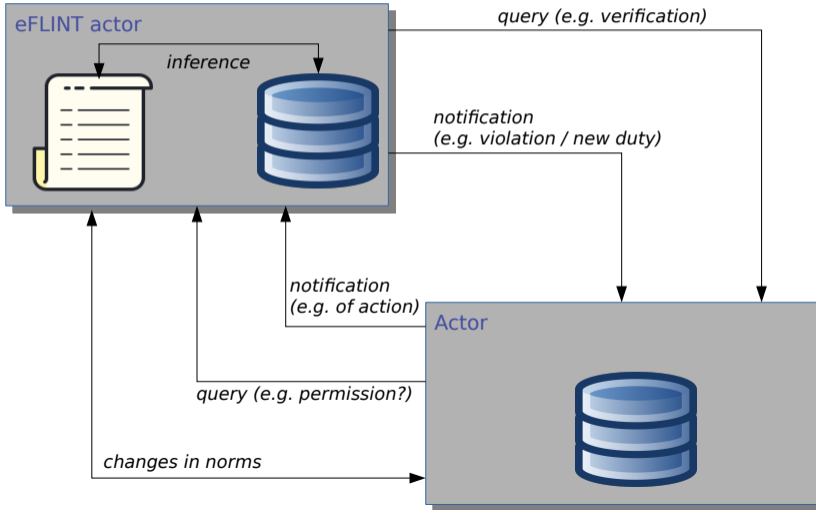 query (e.g. verification)
eFLINT actor
inference
notification
(e.g. violation / new duty)
notification
(e.g. of action)
Actor
query (e.g. permission?)
changes in norms